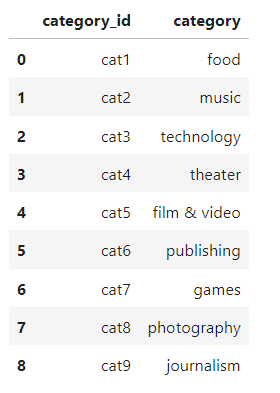 category_id category
0 cat1 food
1 cat2 music
2 cat3 technology
3 cat4 theater
4 cat5 film & video
5 cat6 publishing
6 cat7 games
7 cat8 photography
8 cat9 journalism